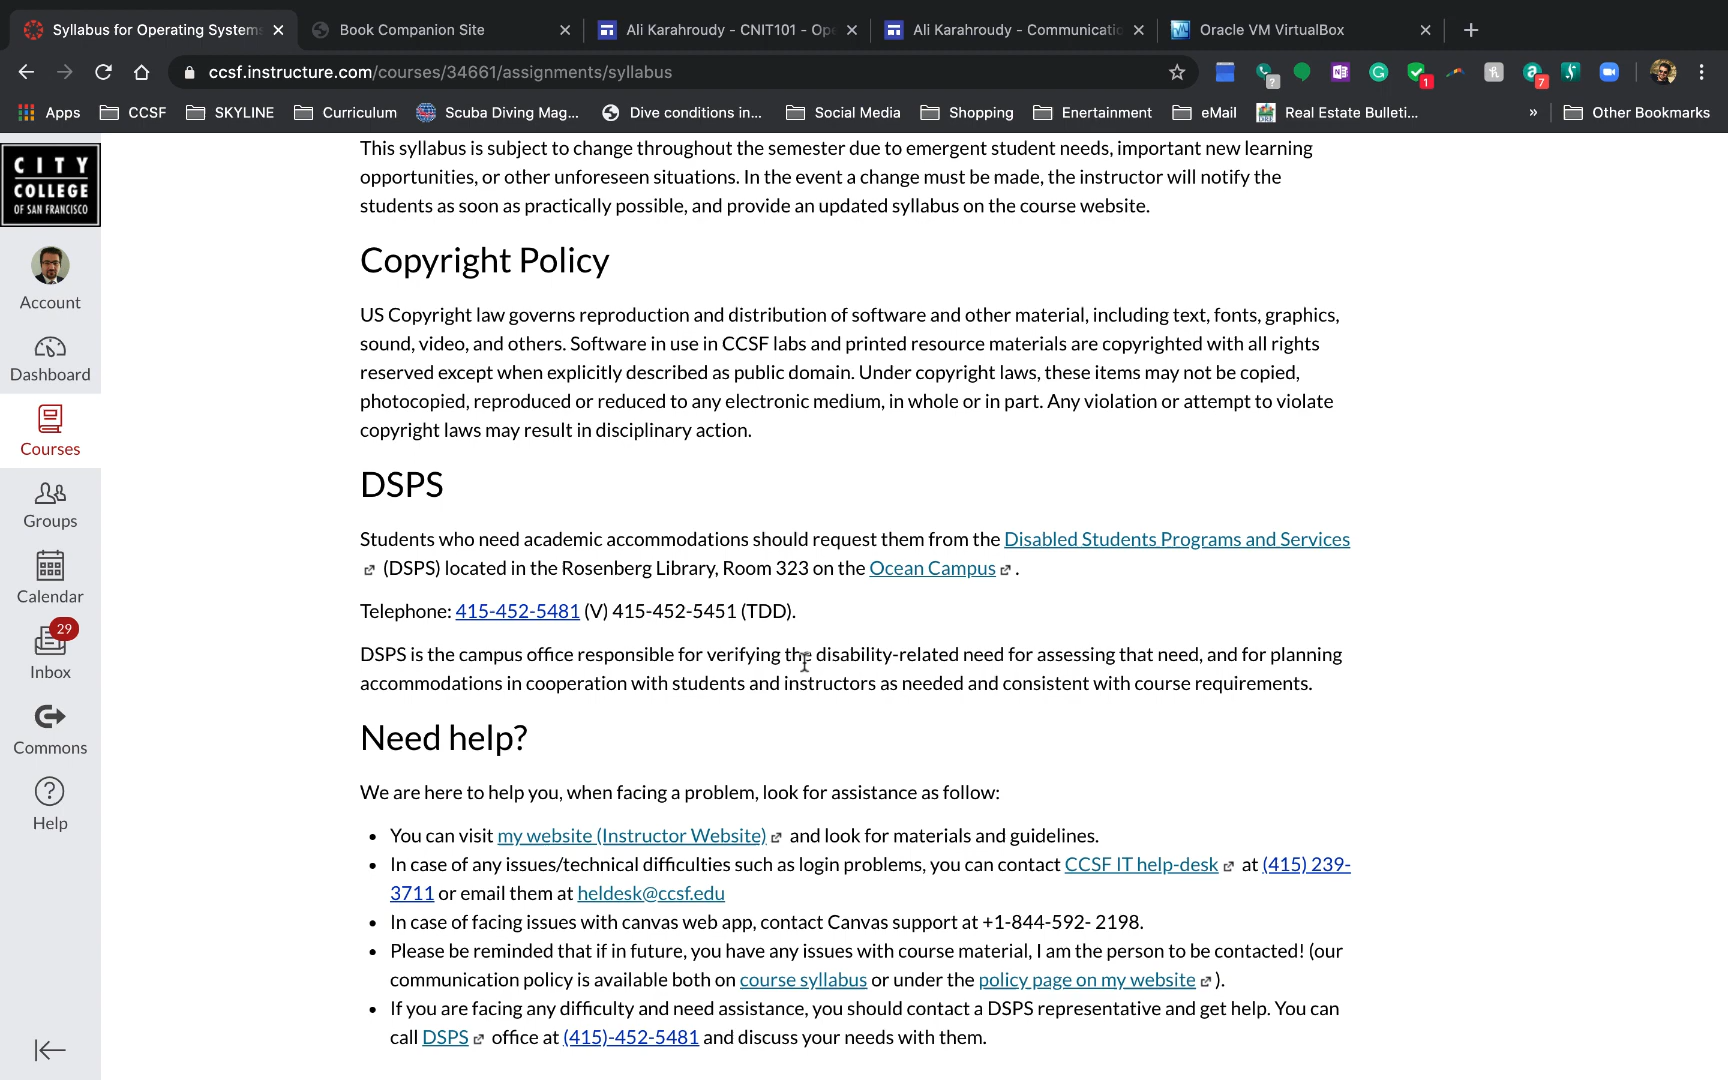 Syllabus for Operating Systems
Book Companion Site
Ali Karahroudy - CNIT101 - Ope
Ali Karahroudy - Communicatio
Oracle VM VirtualBox
ccsf.instructure.com/courses/34661/assignments/syllabus
? 1 7
Apps CCSF SKYLINE Curriculum Scuba Diving Mag... Dive conditions in... Social Media Shopping Enertainment eMail Real Estate Bulleti... » Other Bookmarks
CITY
COLLEGE
OF SAN FRANCISCO
Account
Dashboard
Courses
Groups
Calendar
29
Inbox
Commons
Help
This syllabus is subject to change throughout the semester due to emergent student needs, important new learning
opportunities, or other unforeseen situations. In the event a change must be made, the instructor will notify the
students as soon as practically possible, and provide an updated syllabus on the course website.
Copyright Policy
US Copyright law governs reproduction and distribution of software and other material, including text, fonts, graphics,
sound, video, and others. Software in use in CCSF labs and printed resource materials are copyrighted with all rights
reserved except when explicitly described as public domain. Under copyright laws, these items may not be copied,
photocopied, reproduced or reduced to any electronic medium, in whole or in part. Any violation or attempt to violate
copyright laws may result in disciplinary action.
DSPS
Students who need academic accommodations should request them from the Disabled Students Programs and Services
(DSPS) located in the Rosenberg Library, Room 323 on the Ocean Campus .
Telephone: 415-452-5481 (V) 415-452-5451 (TDD).
DSPS is the campus office responsible for verifying the disability-related need for assessing that need, and for planning
accommodations in cooperation with students and instructors as needed and consistent with course requirements.
Need help?
We are here to help you, when facing a problem, look for assistance as follow:
• You can visit my website (Instructor Website) and look for materials and guidelines.
• In case of any issues/technical difficulties such as login problems, you can contact CCSF IT help-desk at (415) 239-
3711 or email them at heldesk@ccsf.edu
• In case of facing issues with canvas web app, contact Canvas support at +1-844-592- 2198.
• Please be reminded that if in future, you have any issues with course material, I am the person to be contacted! (our
communication policy is available both on course syllabus or under the policy page on my website ).
• If you are facing any difficulty and need assistance, you should contact a DSPS representative and get help. You can
call DSPS office at (415)-452-5481 and discuss your needs with them.